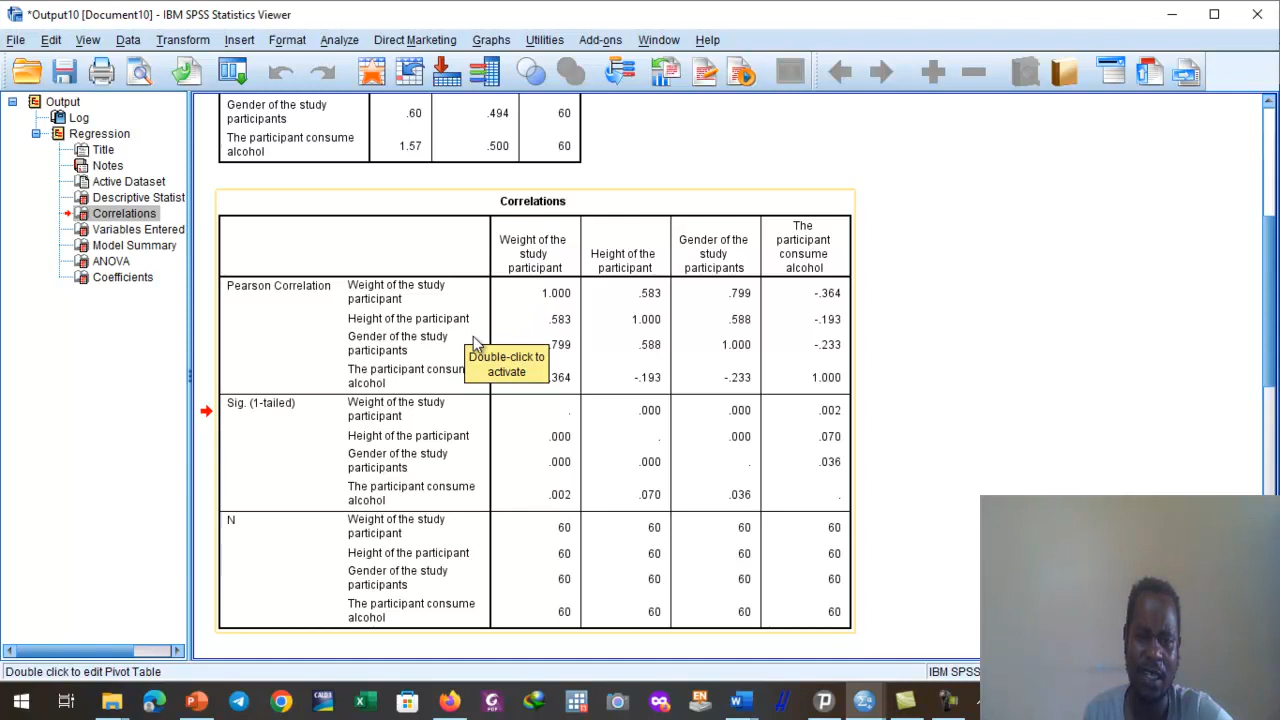 *Output10 [Document10] - IBM SPSS Statistics Viewer
File Edit View Data Transform Insert Format Analyze Direct Marketing Graphs Utilities Add-ons Window Help
Output
Log
Regression
Title
Notes
Active Dataset
Descriptive Statist
Correlations
Variables Entered
Model Summary
ANOVA
Coefficients
Gender of the study
participants .60 .494 60
The participant consume
alcohol 1.57 .500 60
Correlations
Weight of the study participant Height of the participant Gender of the study participants The participant consume alcohol
Pearson Correlation Weight of the study
participant 1.000 .583 .799 -.364
Height of the participant .583 1.000 .588 -.193
Gender of the study
participants .799 .588 1.000 -.233
The participant consum
alcohol .364 -.193 -.233 1.000
Double-click to
activate
Sig. (1-tailed) Weight of the study
participant . .000 .000 .002
Height of the participant .000 . .000 .070
Gender of the study
participants .000 .000 . .036
The participant consume
alcohol .002 .070 .036 .
N Weight of the study
participant 60 60 60 60
Height of the participant 60 60 60 60
Gender of the study
participants 60 60 60 60
The participant consume
alcohol 60 60 60 60
Double click to edit Pivot Table IBM SPSS
EN